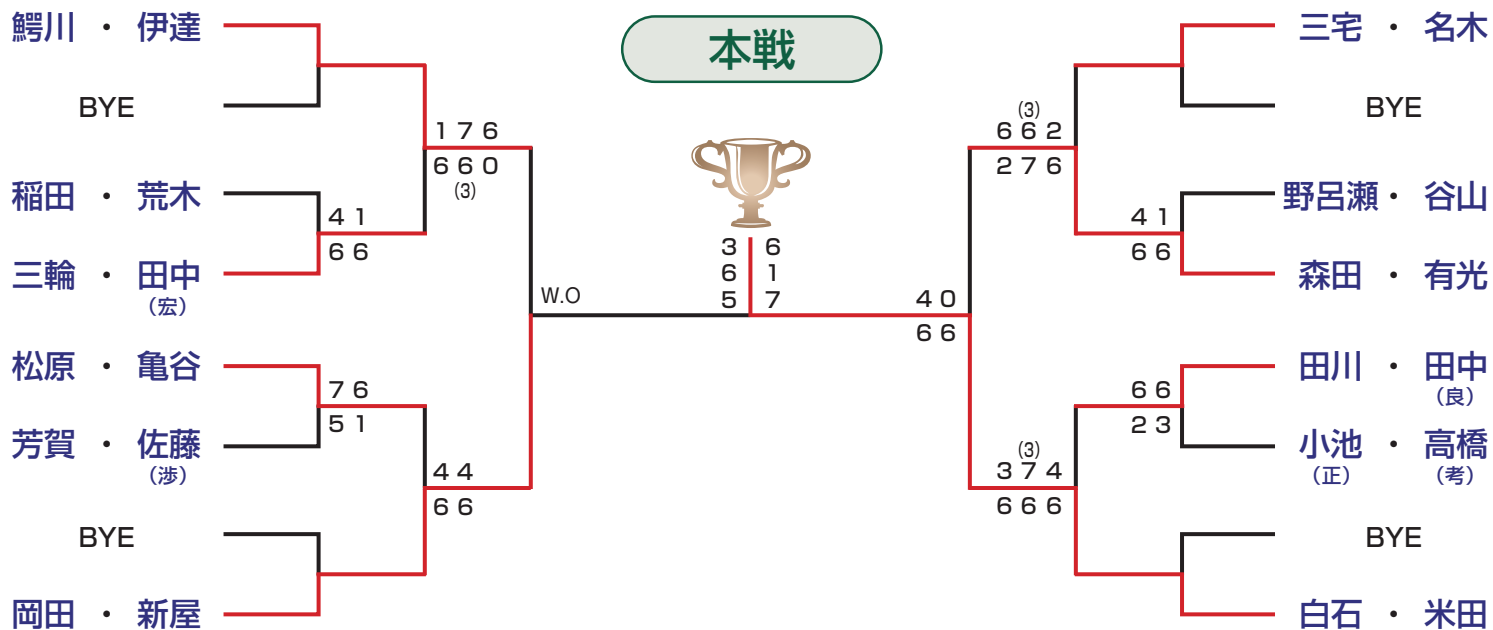 本戦
鰐川 ・ 伊達
BYE
1 7 6
6 6 0
(3)
稲田 ・ 荒木
4 1
6 6
三輪 ・ 田中
(宏)
W.O
松原 ・ 亀谷
7 6
5 1
芳賀 ・ 佐藤
(渉)
4 4
6 6
BYE
岡田 ・ 新屋
3 6
6 1
5 7
三宅 ・ 名木
BYE
(3)
6 6 2
2 7 6
野呂瀬・ 谷山
4 1
6 6
森田 ・ 有光
4 0
6 6
田川 ・ 田中
(良)
6 6
2 3
小池 ・ 高橋
(正) (考)
(3)
3 7 4
6 6 6
BYE
白石 ・ 米田